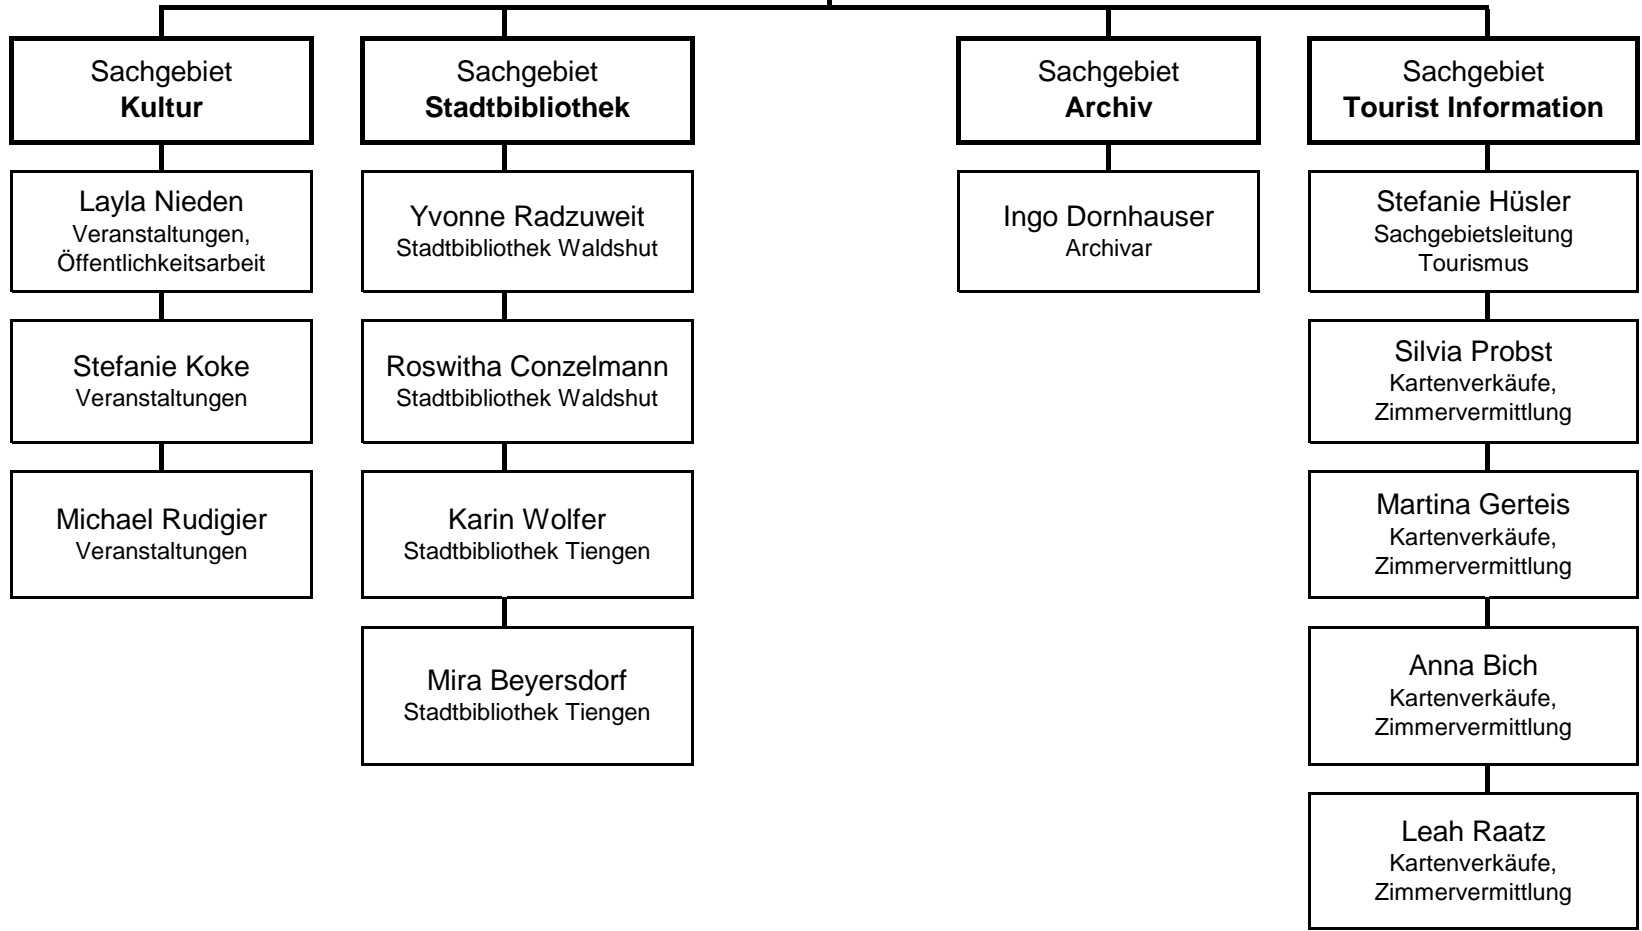 Sachgebiet
Kultur
Layla Nieden
Veranstaltungen,
Öffentlichkeitsarbeit
Stefanie Koke
Veranstaltungen
Michael Rudigier
Veranstaltungen
Sachgebiet
Stadtbibliothek
Yvonne Radzuweit
Stadtbibliothek Waldshut
Roswitha Conzelmann
Stadtbibliothek Waldshut
Karin Wolfer
Stadtbibliothek Tiengen
Mira Beyersdorf
Stadtbibliothek Tiengen
Sachgebiet
Archiv
Ingo Dornhauser
Archivar
Sachgebiet
Tourist Information
Stefanie Hüsler
Sachgebietsleitung
Tourismus
Silvia Probst
Kartenverkäufe,
Zimmervermittlung
Martina Gerteis
Kartenverkäufe,
Zimmervermittlung
Anna Bich
Kartenverkäufe,
Zimmervermittlung
Leah Raatz
Kartenverkäufe,
Zimmervermittlung